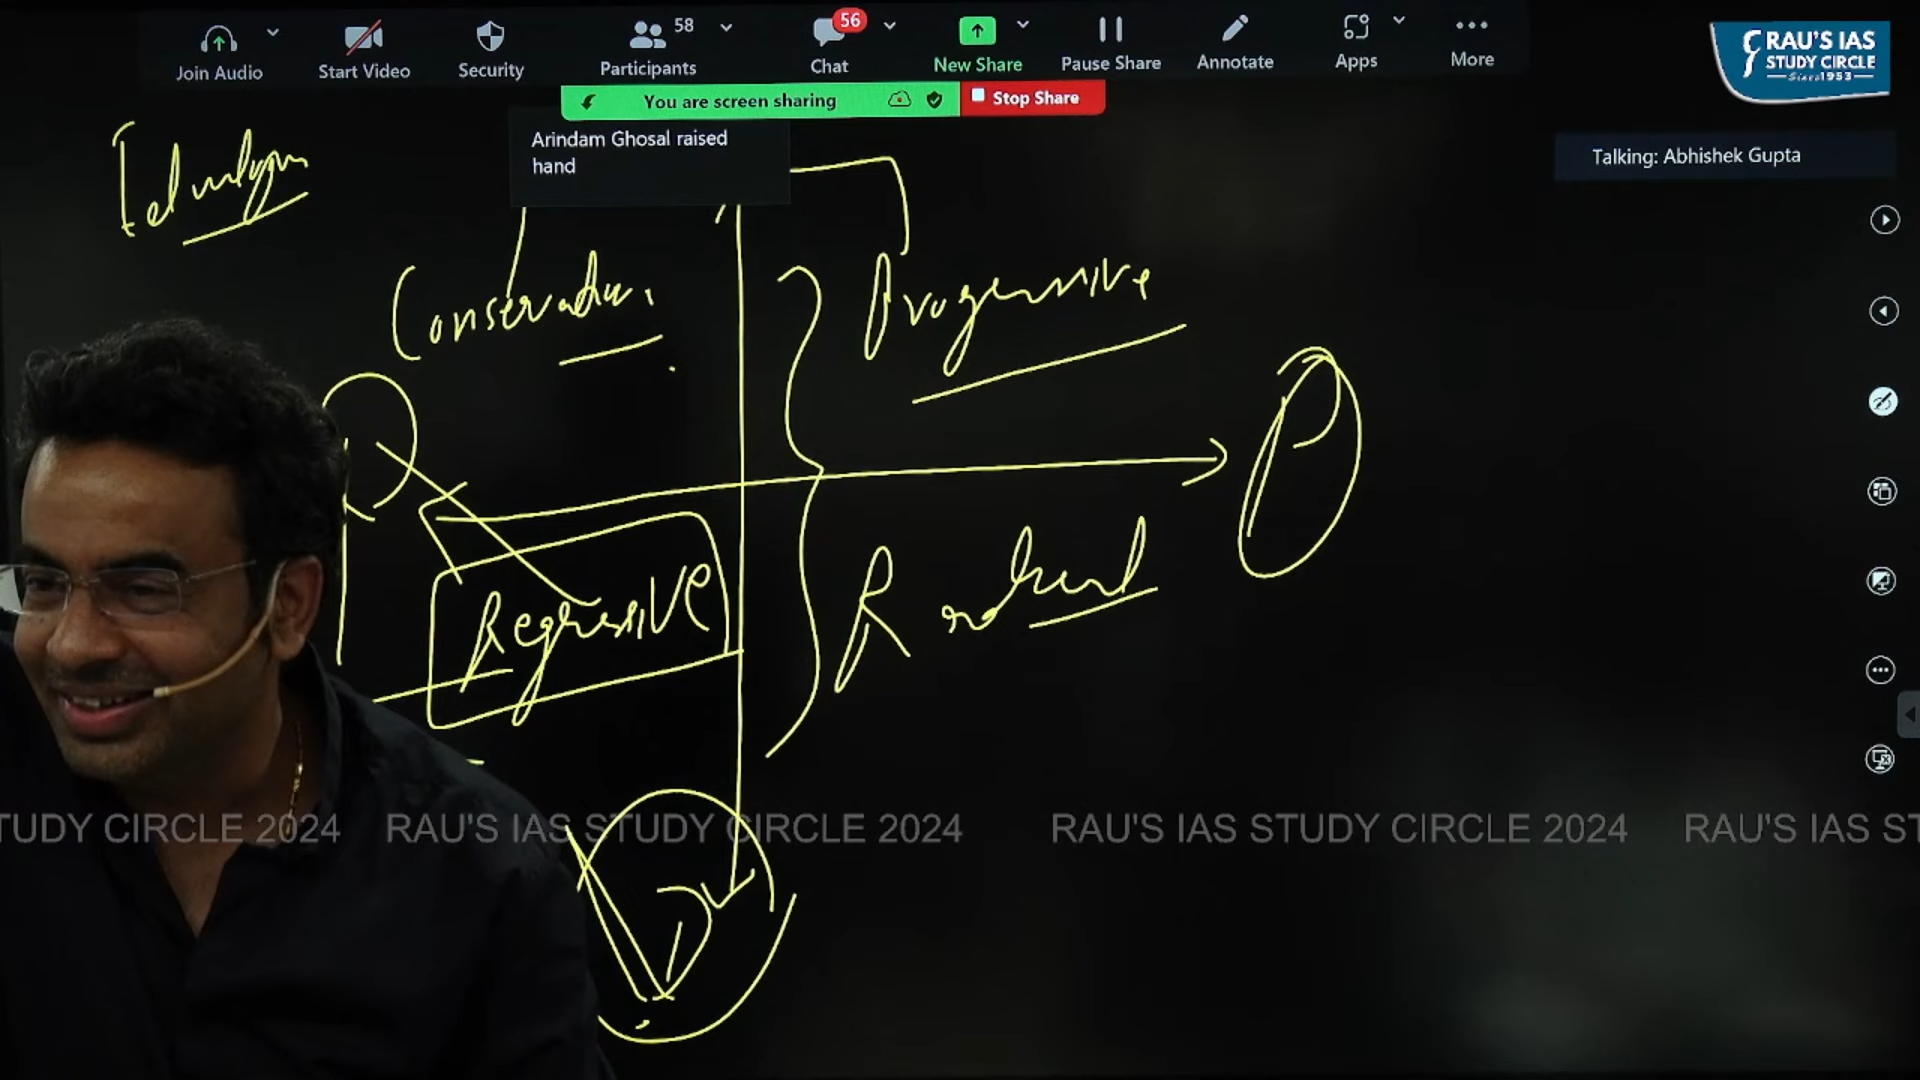 58
56
Join Audio
Start Video
Security
Participants
Chat
New Share
Pause Share
Annotate
Apps
More
RAU'S IAS
STUDY CIRCLE
Since 1953
You are screen sharing
Stop Share
Arindam Ghosal raised
hand
Talking: Abhishek Gupta
Progressive
P
R
Regressive
Radical
TUDY CIRCLE 2024 RAU'S IAS STUDY CIRCLE 2024 RAU'S IAS STUDY CIRCLE 2024 RAU'S IAS ST